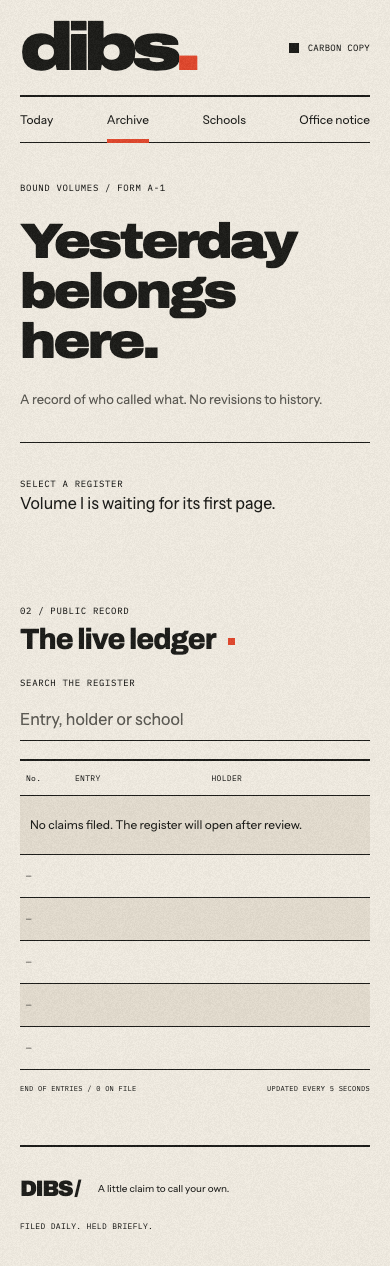 dibs.
CARBON COPY
Today Archive Schools Office notice
BOUND VOLUMES / FORM A-1
Yesterday
belongs
here.
A record of who called what. No revisions to history.
SELECT A REGISTER
Volume I is waiting for its first page.
02 / PUBLIC RECORD
The live ledger
SEARCH THE REGISTER
Entry, holder or school
No. ENTRY HOLDER
No claims filed. The register will open after review.
—
—
—
—
—
END OF ENTRIES / 0 ON FILE UPDATED EVERY 5 SECONDS
DIBS/ A little claim to call your own.
FILED DAILY. HELD BRIEFLY.